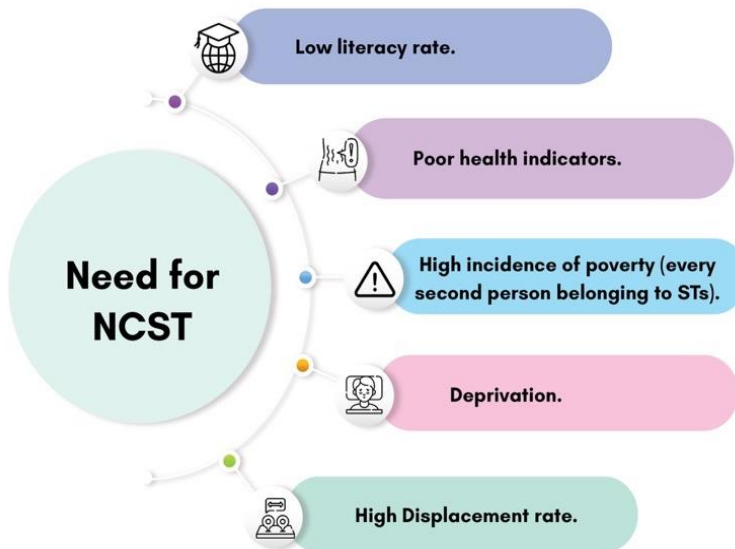 Low literacy rate.
Poor health indicators.
Need for
NCST
High incidence of poverty (every
second person belonging to STs).
Deprivation.
High Displacement rate.